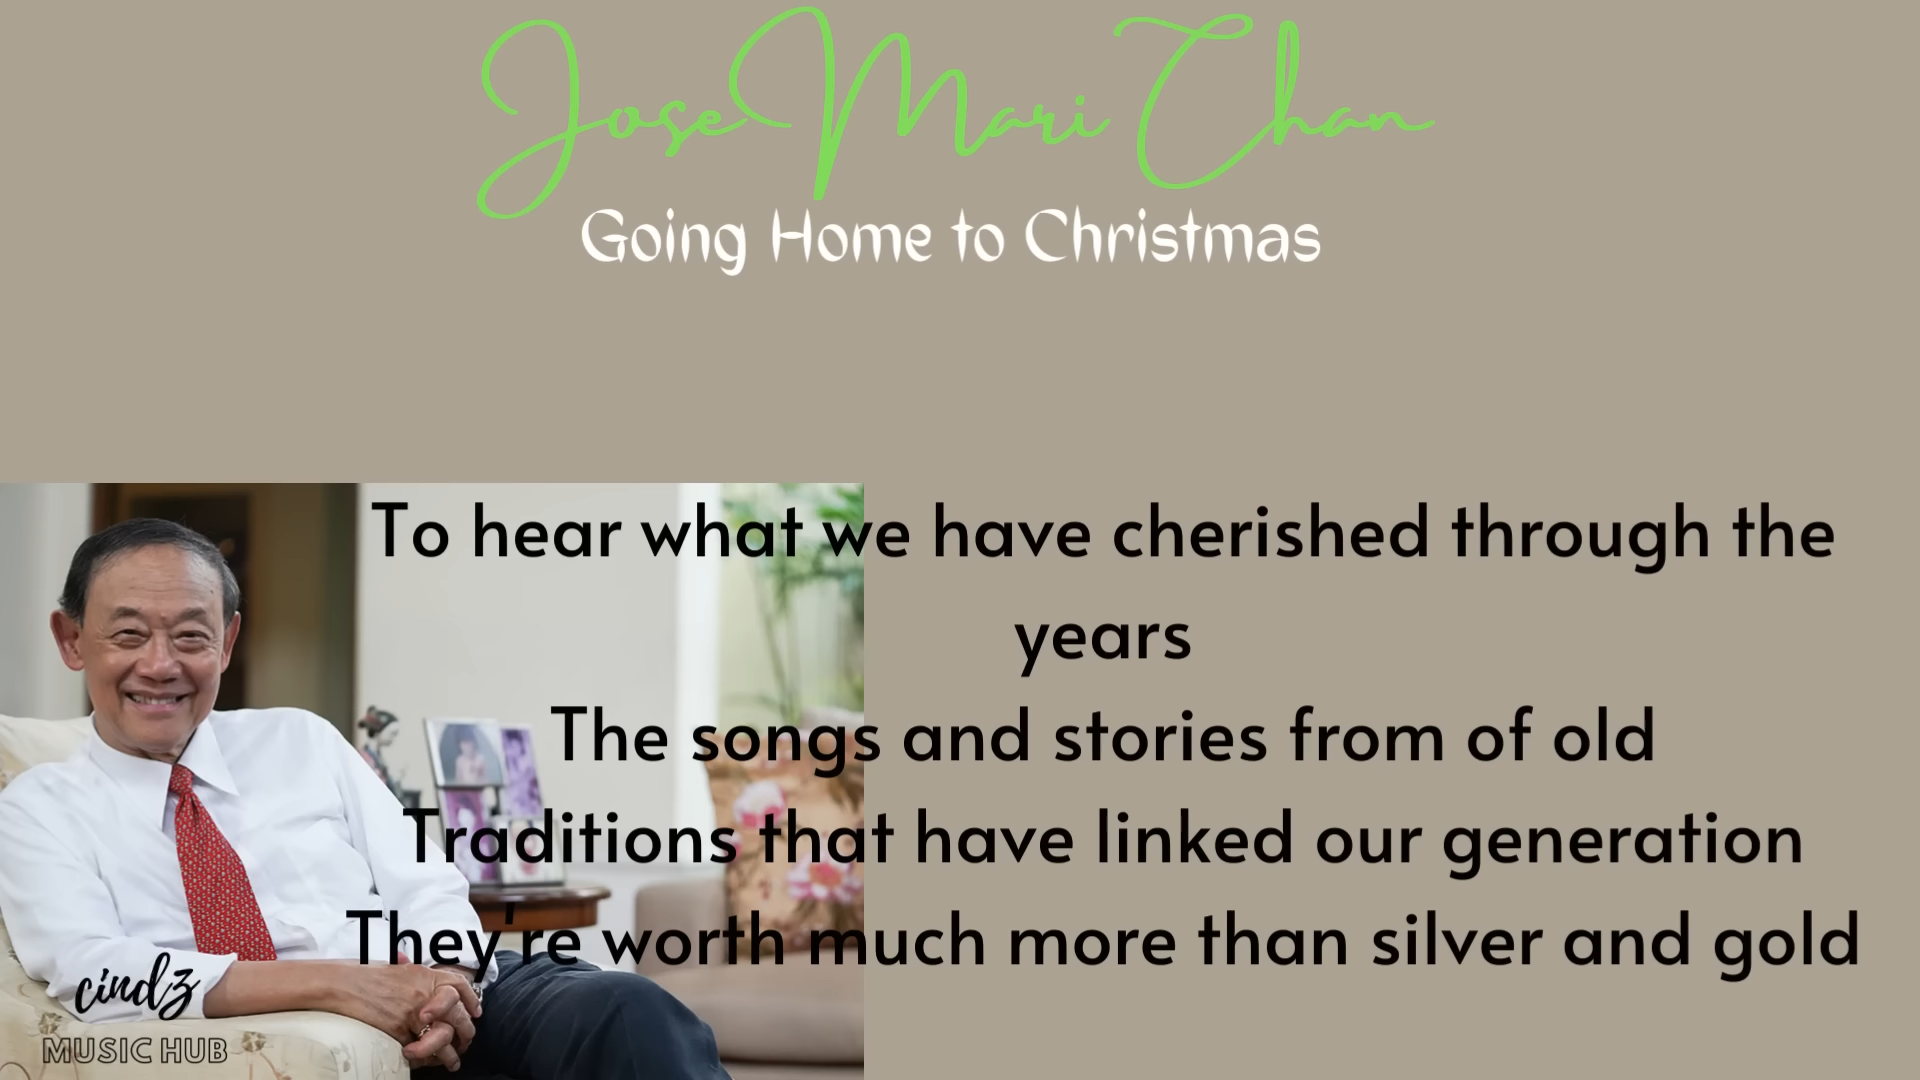 Jose Mari Chan
Going Home to Christmas
To hear what we have cherished through the
years
The songs and stories from of old
Traditions that have linked our generation
They're worth much more than silver and gold
cindz
MUSIC HUB